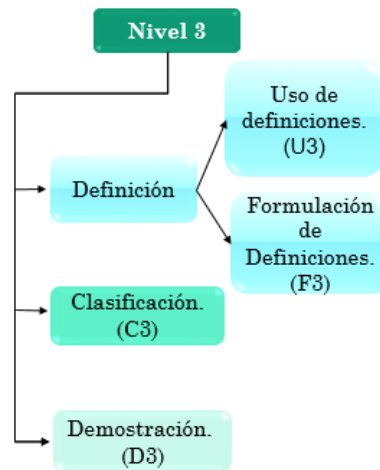 Nivel 3
Uso de
definiciones.
(U3)
Definición
Formulación
de
Definiciones.
(F3)
Clasificación.
(C3)
Demostración.
(D3)